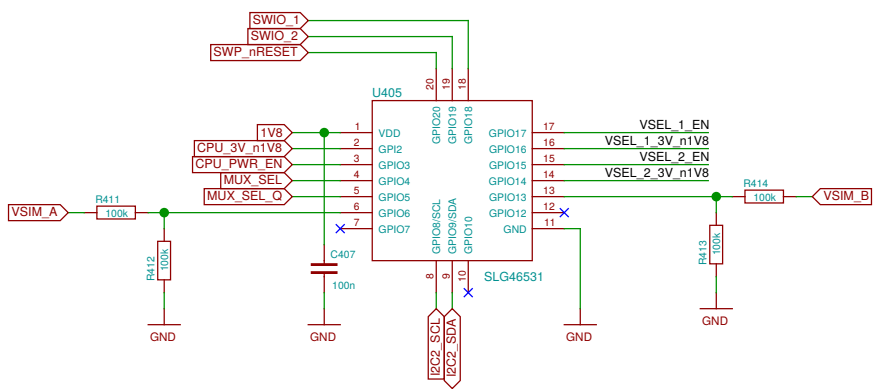 SWIO_1
SWIO_2
SWP_nRESET
20
19
18
U405
GPIO20
GPIO19
GPIO18
1V8
1
VDD
GPIO17
17
VSEL_1_EN
CPU_3V_n1V8
2
GPI2
GPIO16
16
VSEL_1_3V_n1V8
CPU_PWR_EN
3
GPIO3
GPIO15
15
VSEL_2_EN
MUX_SEL
4
GPIO4
GPIO14
14
VSEL_2_3V_n1V8
MUX_SEL_Q
5
GPIO5
GPIO13
13
R414
100k
VSIM_B
VSIM_A
R411
100k
6
GPIO6
GPIO12
12
7
GPIO7
GND
11
GPIO8/SCL
GPIO9/SDA
GPIO10
R412
100k
C407
100n
R413
100k
8
9
10
SLG46531
I2C2_SCL
I2C2_SDA
GND
GND
GND
GND